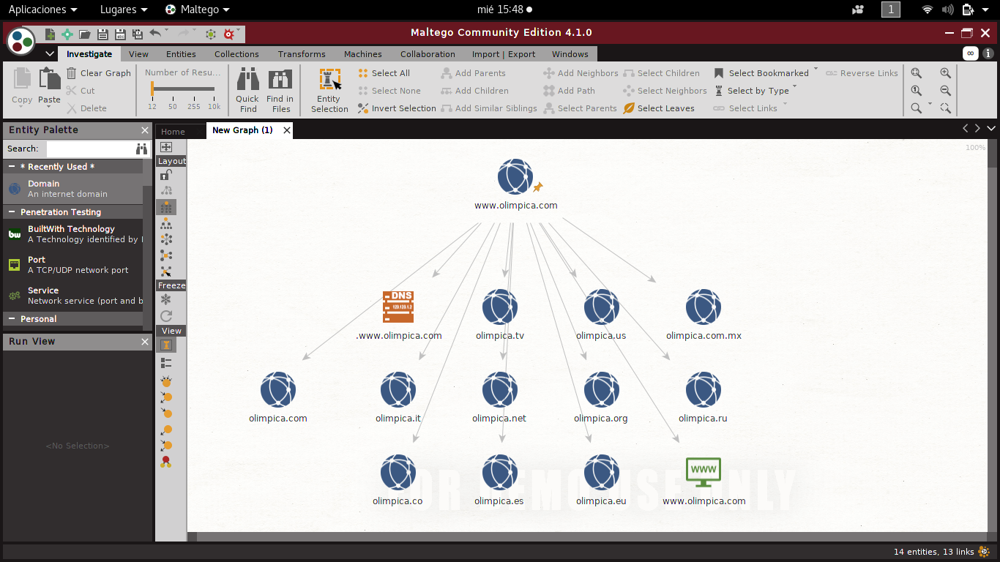 Aplicaciones Lugares Maltego mié 15:48 1
Maltego Community Edition 4.1.0
Investigate View Entities Collections Transforms Machines Collaboration Import | Export Windows
Copy Paste Clear Graph Cut Delete
Number of Resu...
12 50 255 10k
Quick Find
Find in Files
Entity Selection
Select All
Select None
Invert Selection
Add Parents
Add Children
Add Similar Siblings
Add Neighbors
Add Path
Select Parents
Select Children
Select Neighbors
Select Leaves
Select Bookmarked
Select by Type
Select Links
Reverse Links
Entity Palette
Search:
* Recently Used *
Domain
An internet domain
Penetration Testing
BuiltWith Technology
A Technology identified by
Port
A TCP/UDP network port
Service
Network service (port and b
Personal
Run View
<No Selection>
Home New Graph (1)
Layout
Freeze
View
100%
www.olimpica.com
DNS
.www.olimpica.com olimpica.tv olimpica.us olimpica.com.mx
olimpica.com olimpica.it olimpica.net olimpica.org olimpica.ru
WWW
olimpica.co olimpica.es olimpica.eu www.olimpica.com
FOR DEMO USE ONLY
14 entities, 13 links